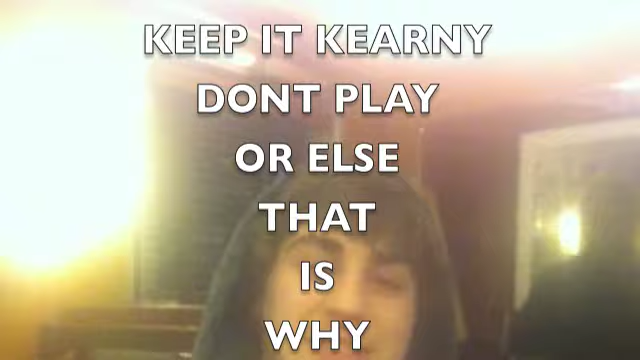 KEEP IT KEARNY
DONT PLAY
OR ELSE
THAT
IS
WHY